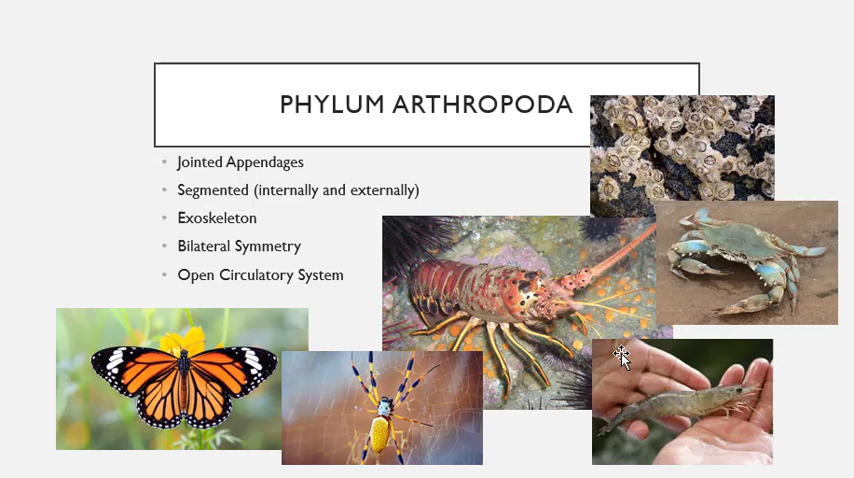 PHYLUM ARTHROPODA
• Jointed Appendages
• Segmented (internally and externally)
• Exoskeleton
• Bilateral Symmetry
• Open Circulatory System